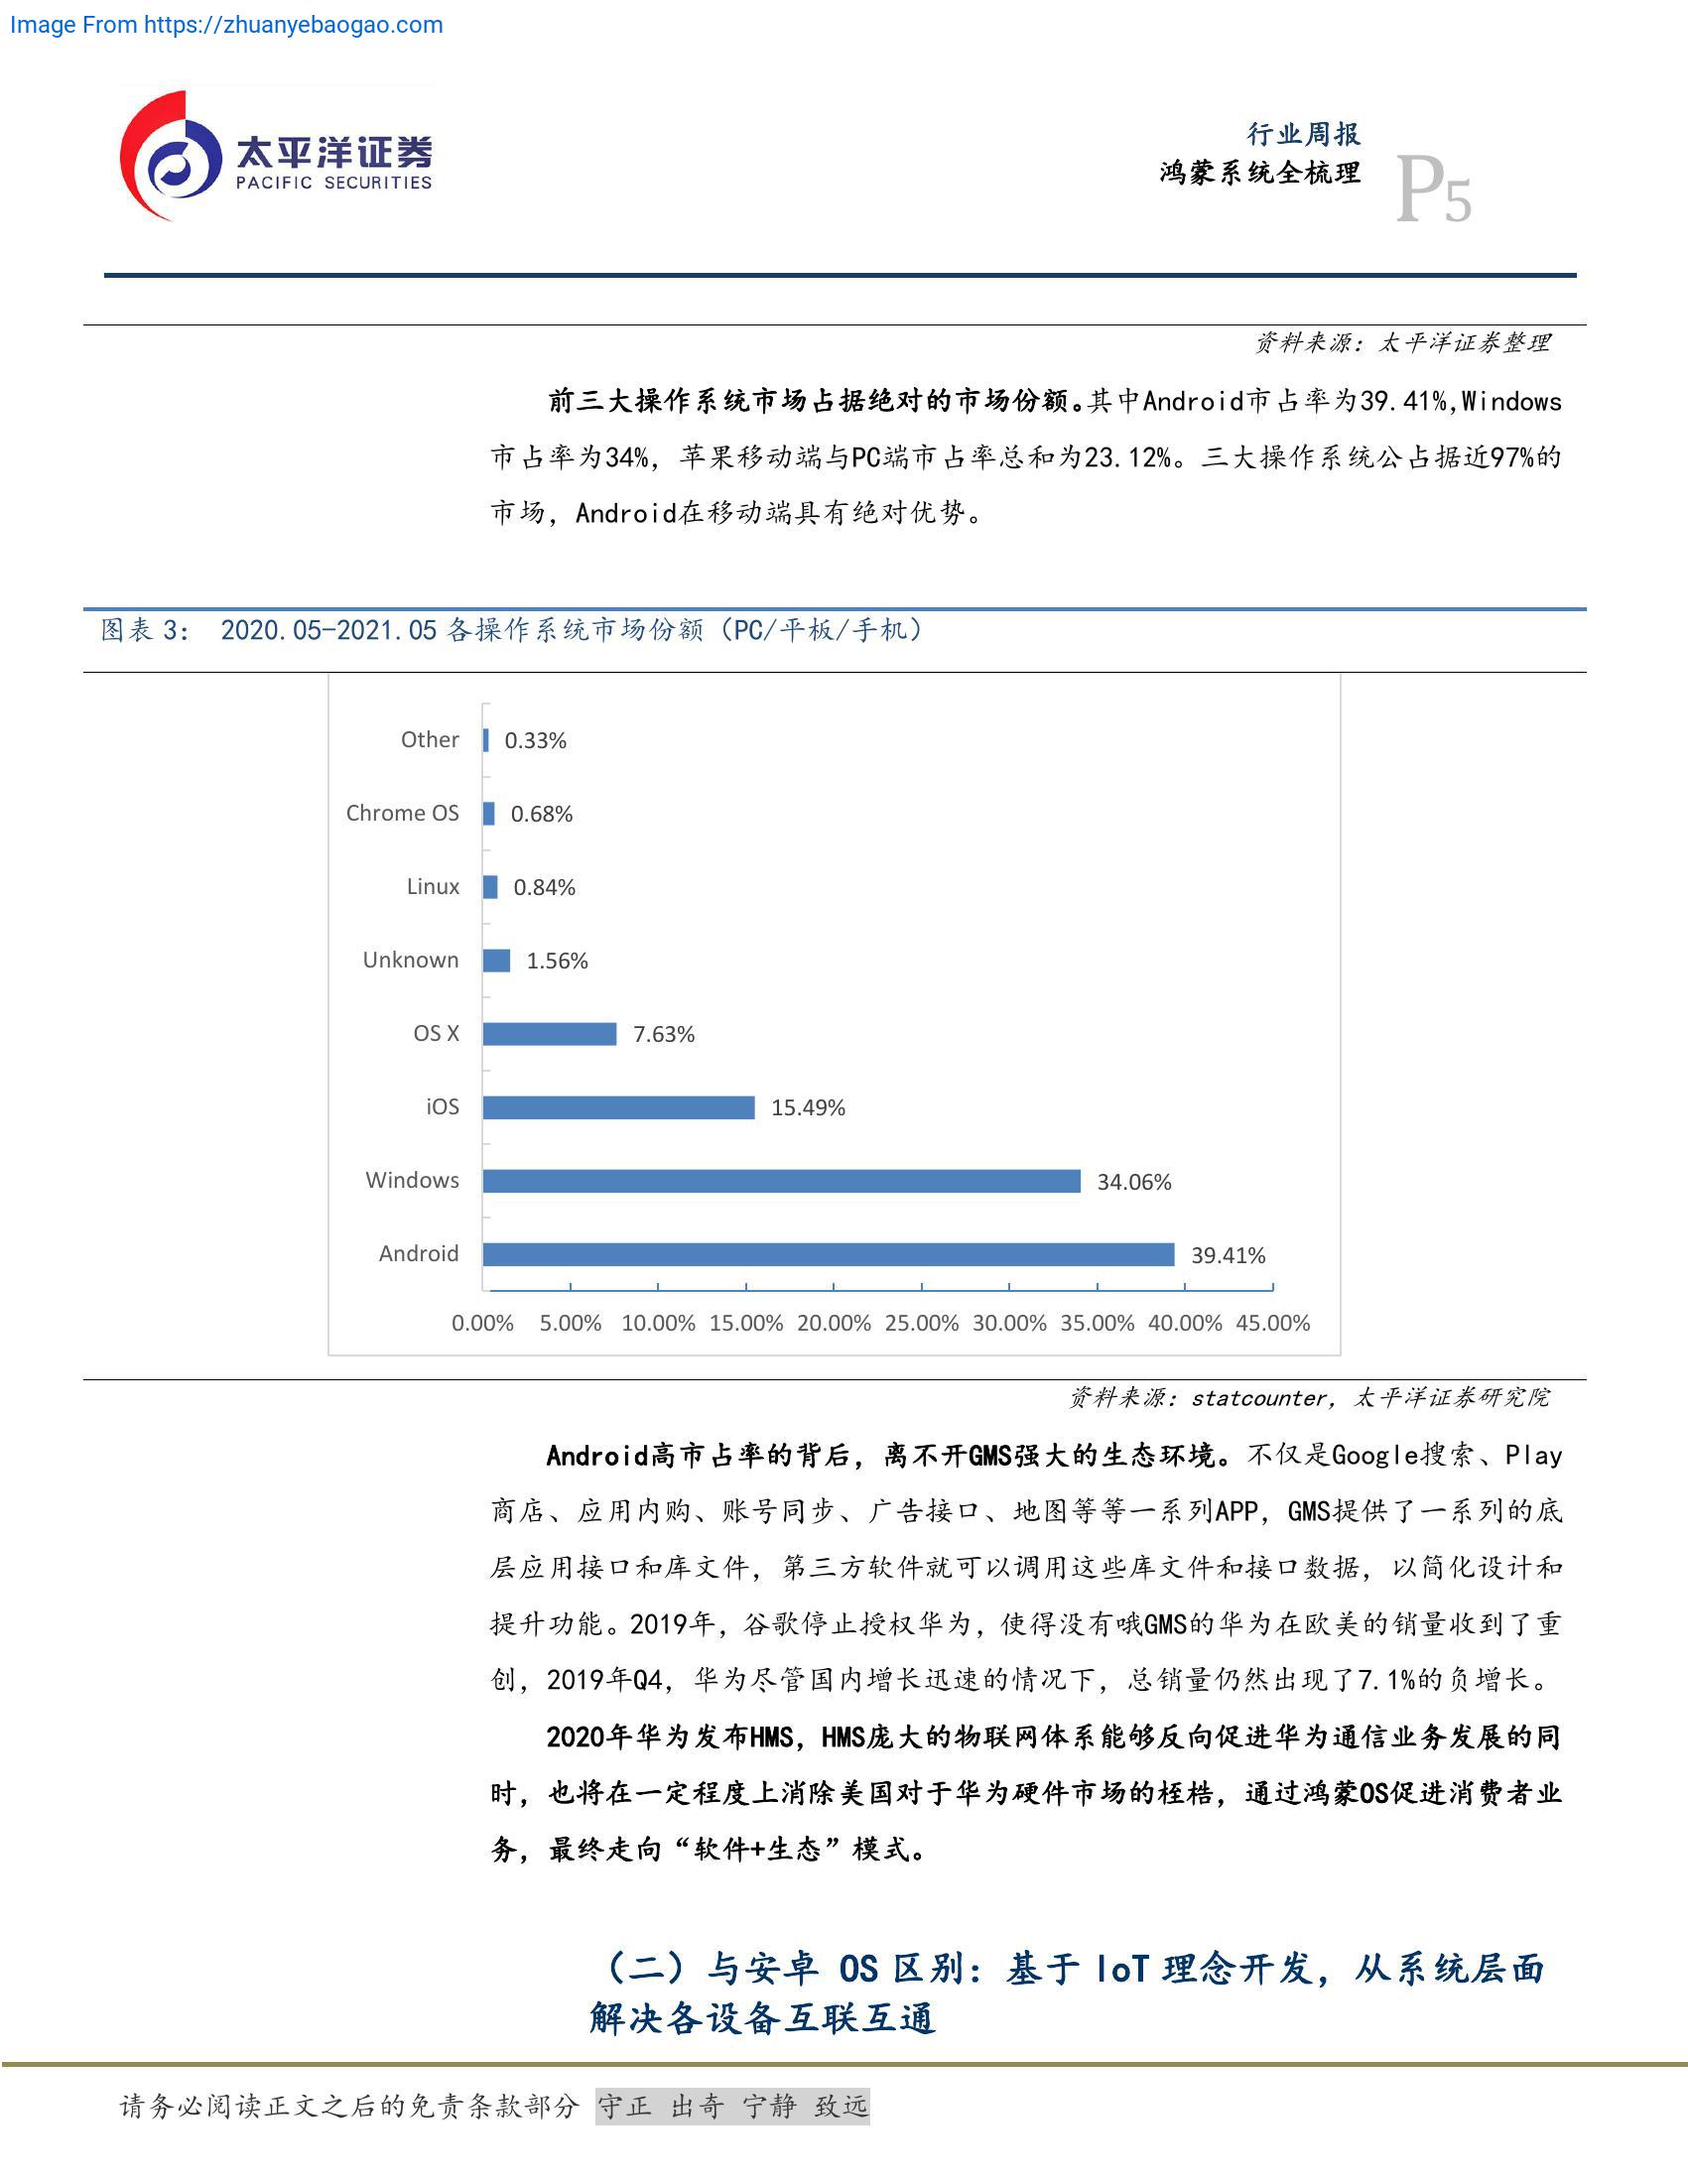 Image From https://zhuanyebaogao.com
太平洋证券
PACIFIC SECURITIES
行业周报
鸿蒙系统全梳理
P5
资料来源：太平洋证券整理
前三大操作系统市场占据绝对的市场份额。其中Android市占率为39.41%,Windows
市占率为34%，苹果移动端与PC端市占率总和为23.12%。三大操作系统公占据近97%的
市场，Android在移动端具有绝对优势。
图表 3： 2020.05-2021.05 各操作系统市场份额（PC/平板/手机）
Other 0.33%
Chrome OS 0.68%
Linux 0.84%
Unknown 1.56%
OS X 7.63%
iOS 15.49%
Windows 34.06%
Android 39.41%
0.00% 5.00% 10.00% 15.00% 20.00% 25.00% 30.00% 35.00% 40.00% 45.00%
资料来源：statcounter，太平洋证券研究院
Android高市占率的背后，离不开GMS强大的生态环境。不仅是Google搜索、Play
商店、应用内购、账号同步、广告接口、地图等等一系列APP，GMS提供了一系列的底
层应用接口和库文件，第三方软件就可以调用这些库文件和接口数据，以简化设计和
提升功能。2019年，谷歌停止授权华为，使得没有哦GMS的华为在欧美的销量收到了重
创，2019年Q4，华为尽管国内增长迅速的情况下，总销量仍然出现了7.1%的负增长。
2020年华为发布HMS，HMS庞大的物联网体系能够反向促进华为通信业务发展的同
时，也将在一定程度上消除美国对于华为硬件市场的桎梏，通过鸿蒙OS促进消费者业
务，最终走向“软件+生态”模式。
（二）与安卓 OS 区别：基于 IoT 理念开发，从系统层面
解决各设备互联互通
请务必阅读正文之后的免责条款部分 守正 出奇 宁静 致远